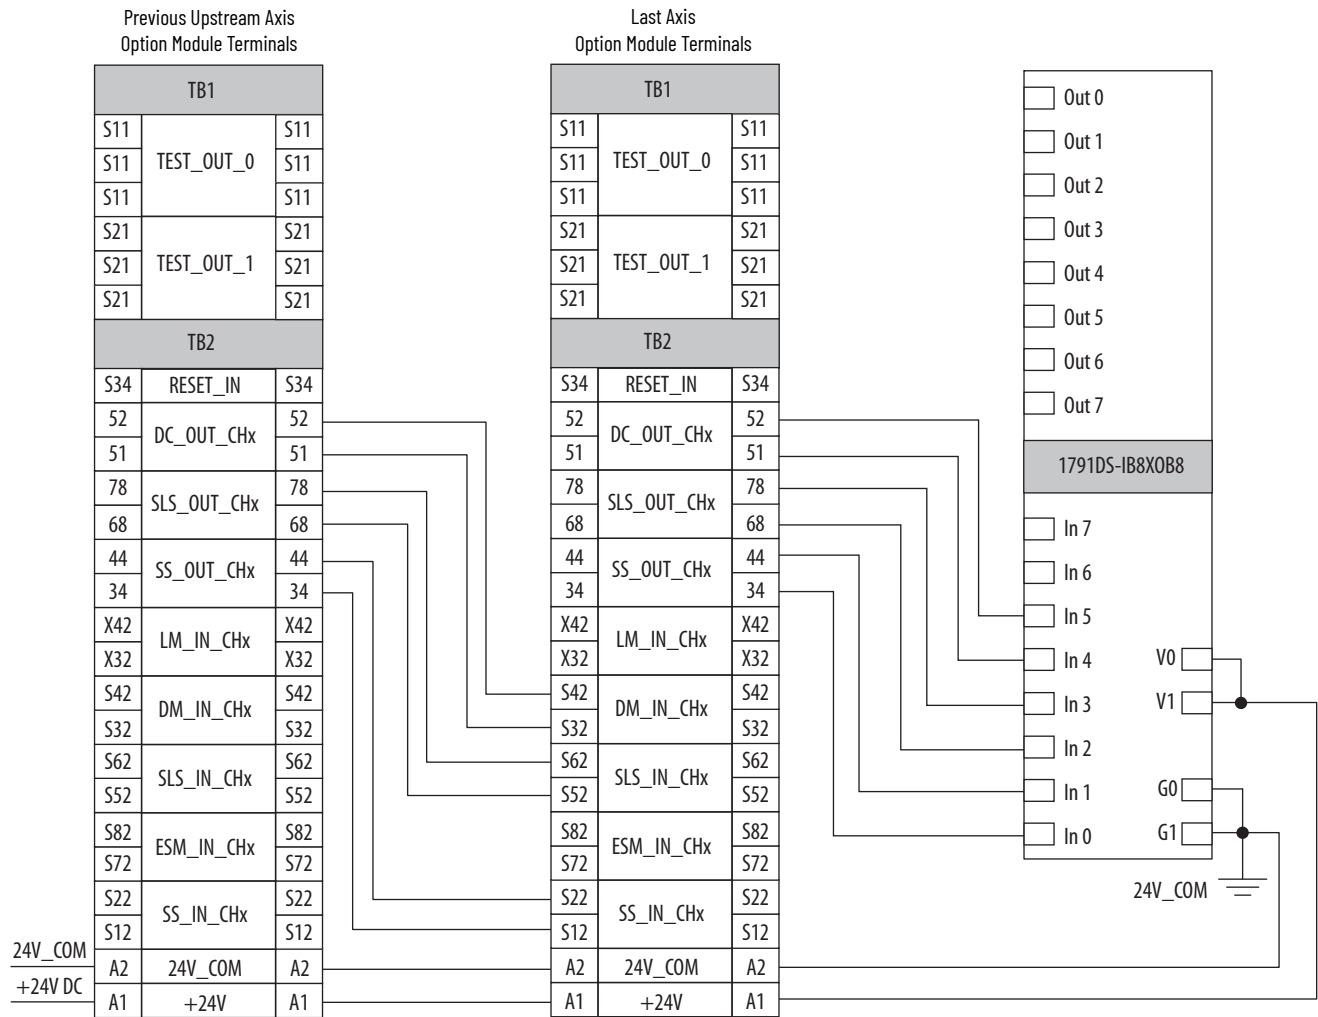 Previous Upstream Axis
Option Module Terminals
TB1
S11 S11
S11 TEST_OUT_0 S11
S11 S11
S21 S21
S21 TEST_OUT_1 S21
S21 S21
TB2
S34 RESET_IN S34
52 DC_OUT_CHx 52
51 51
78 SLS_OUT_CHx 78
68 68
44 SS_OUT_CHx 44
34 34
X42 LM_IN_CHx X42
X32 X32
S42 DM_IN_CHx S42
S32 S32
S62 SLS_IN_CHx S62
S52 S52
S82 ESM_IN_CHx S82
S72 S72
S22 SS_IN_CHx S22
S12 S12
24V_COM
A2 24V_COM A2
+24V DC
A1 +24V A1
Last Axis
Option Module Terminals
TB1
S11 S11
S11 TEST_OUT_0 S11
S11 S11
S21 S21
S21 TEST_OUT_1 S21
S21 S21
TB2
S34 RESET_IN S34
52 DC_OUT_CHx 52
51 51
78 SLS_OUT_CHx 78
68 68
44 SS_OUT_CHx 44
34 34
X42 LM_IN_CHx X42
X32 X32
S42 DM_IN_CHx S42
S32 S32
S62 SLS_IN_CHx S62
S52 S52
S82 ESM_IN_CHx S82
S72 S72
S22 SS_IN_CHx S22
S12 S12
A2 24V_COM A2
A1 +24V A1
Out 0
Out 1
Out 2
Out 3
Out 4
Out 5
Out 6
Out 7
1791DS-IB8XOB8
In 7
In 6
In 5
In 4 V0
In 3 V1
In 2
In 1 G0
In 0 G1
24V_COM